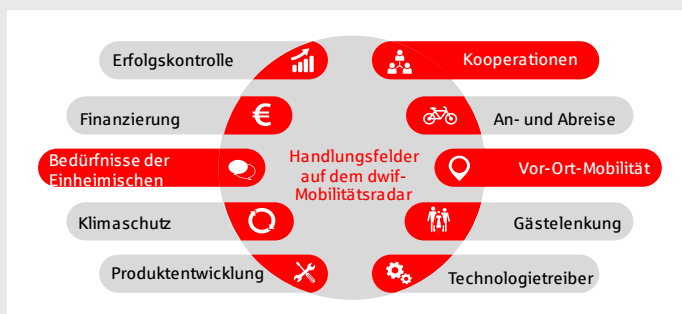 Erfolgskontrolle
Kooperationen
Finanzierung
€
An- und Abreise
Bedürfnisse der
Einheimischen
Handlungsfelder
auf dem dwif-
Mobilitätsradar
Vor-Ort-Mobilität
Klimaschutz
Gästelenkung
Produktentwicklung
Technologietreiber